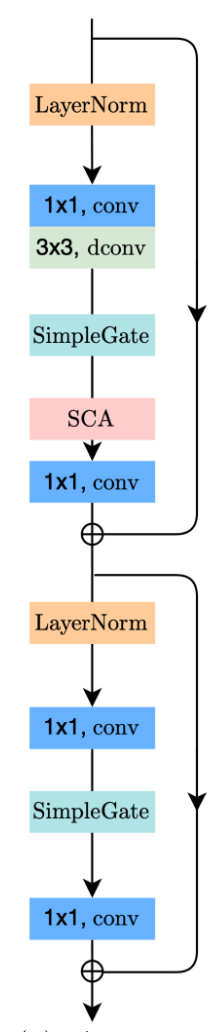 LayerNorm
1x1, conv
3x3, dconv
SimpleGate
SCA
1x1, conv
LayerNorm
1x1, conv
SimpleGate
1x1, conv